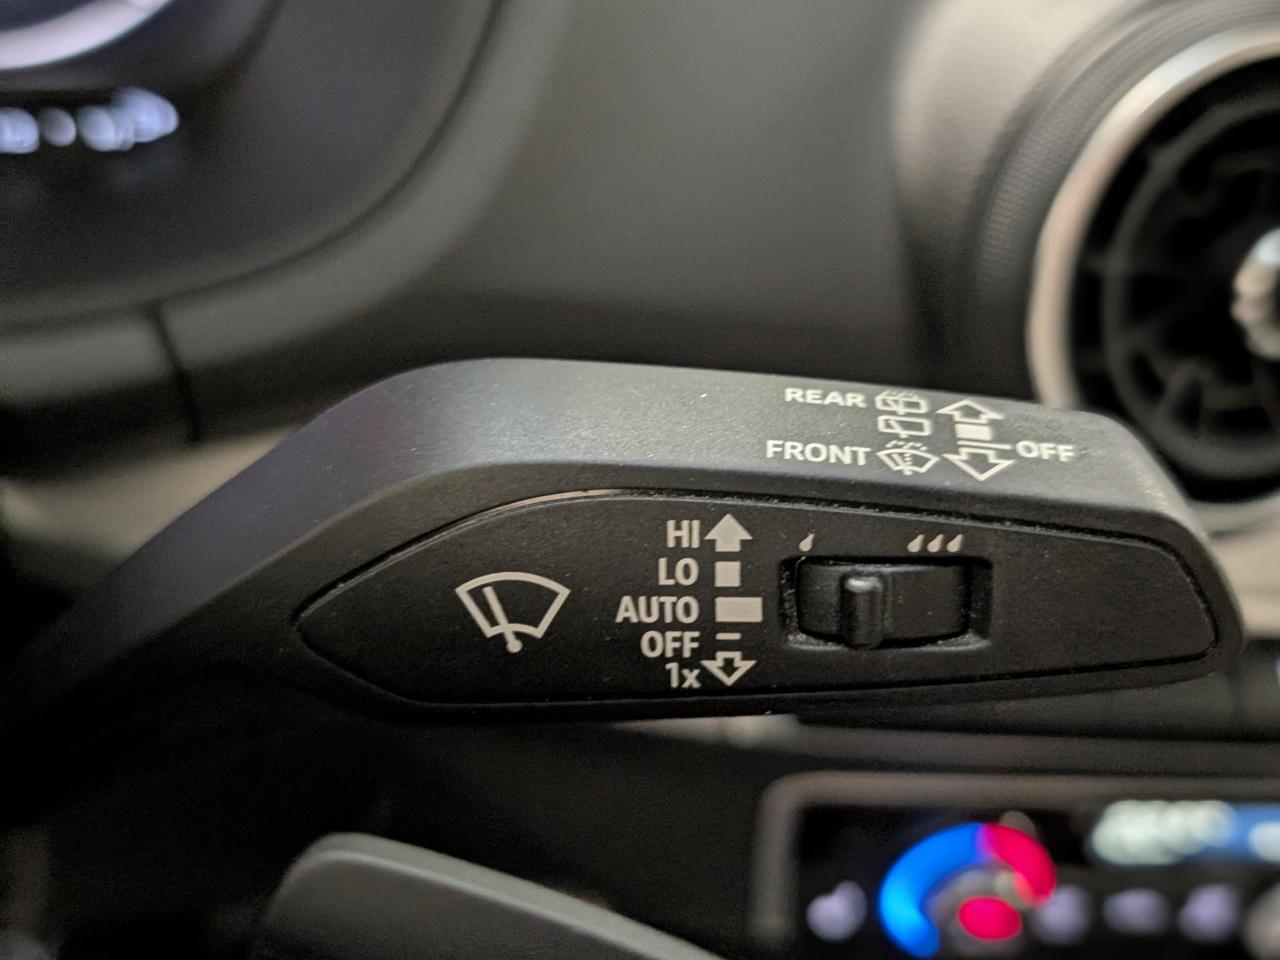 REAR
FRONT OFF
HI
LO
AUTO
OFF
1x